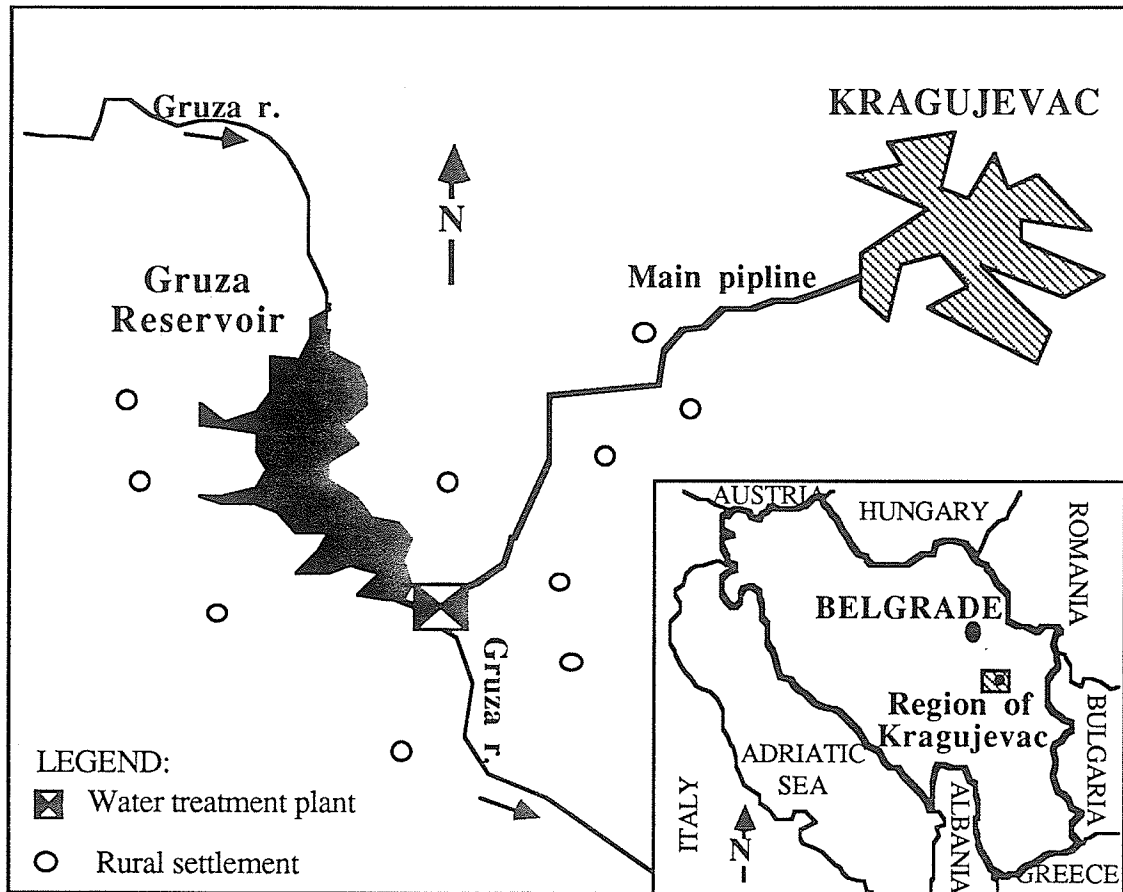 Gruza r.
KRAGUJEVAC
N
Gruza
Reservoir
Main pipline
Gruza r.
LEGEND:
Water treatment plant
Rural settlement
AUSTRIA
HUNGARY
ROMANIA
BELGRADE
Region of
Kragujevac
BULGARIA
ADRIATIC
SEA
ITALY
N
ALBANIA
GREECE